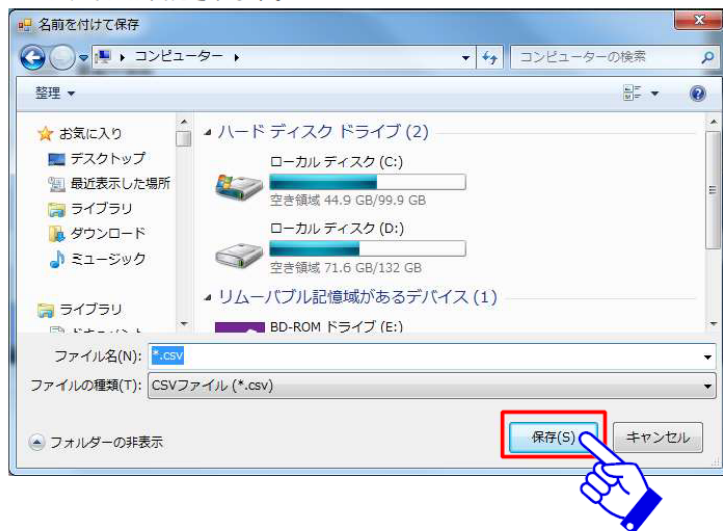 名前を付けて保存
コンピューター
コンピューターの検索
整理
お気に入り
デスクトップ
最近表示した場所
ライブラリ
ダウンロード
ミュージック
ライブラリ
ハード ディスク ドライブ (2)
ローカル ディスク (C:)
空き領域 44.9 GB/99.9 GB
ローカル ディスク (D:)
空き領域 71.6 GB/132 GB
リムーバブル記憶域があるデバイス (1)
BD-ROM ドライブ (E:)
ファイル名(N): *.csv
ファイルの種類(T): CSVファイル (*.csv)
フォルダーの非表示
保存(S)
キャンセル